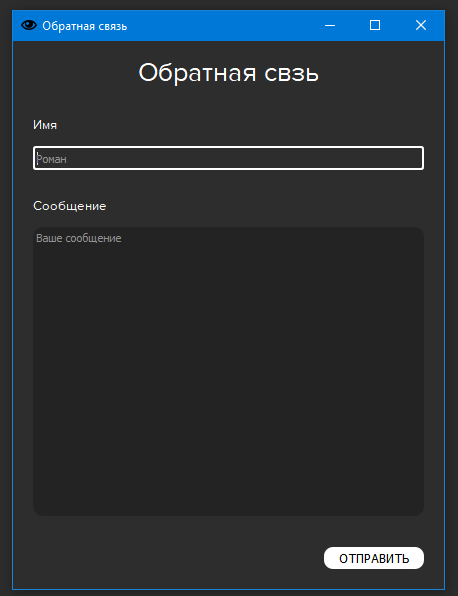 Обратная связь
Обратная свзь
Имя
Роман
Сообщение
Ваше сообщение
ОТПРАВИТЬ